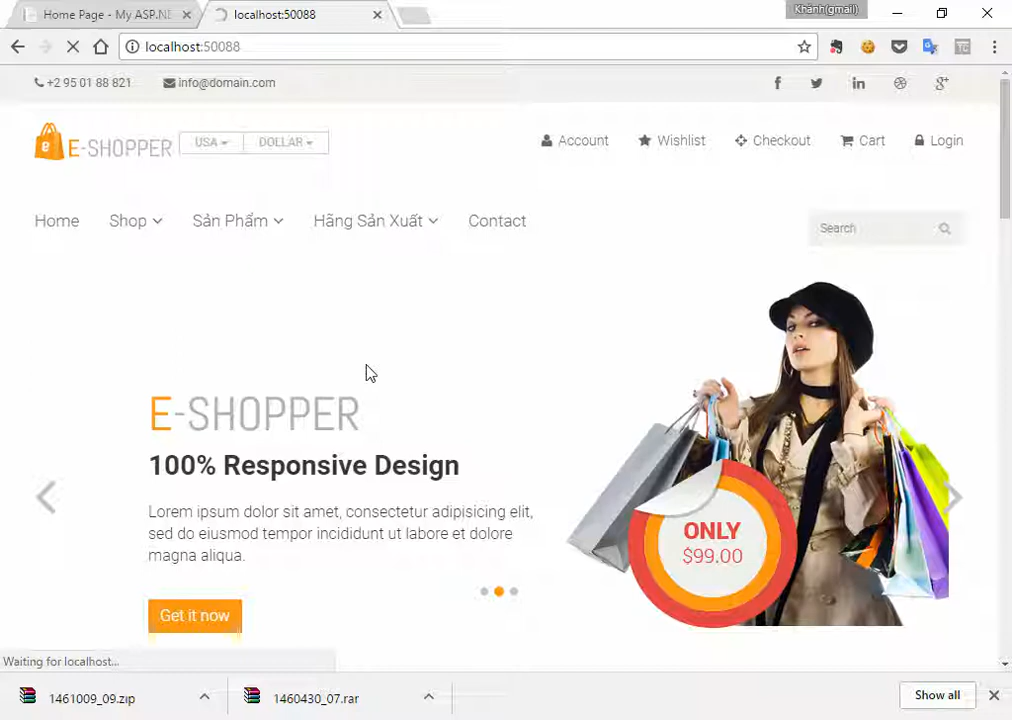 Home Page - My ASP.NE
localhost:50088
Khánh(gmail)
localhost:50088
+2 95 01 88 821
info@domain.com
E-SHOPPER
USA
DOLLAR
Account
Wishlist
Checkout
Cart
Login
Home
Shop
Sản Phẩm
Hãng Sản Xuất
Contact
Search
E-SHOPPER
100% Responsive Design
Lorem ipsum dolor sit amet, consectetur adipisicing elit,
sed do eiusmod tempor incididunt ut labore et dolore
magna aliqua.
ONLY
$99.00
Get it now
Waiting for localhost...
1461009_09.zip
1460430_07.rar
Show all